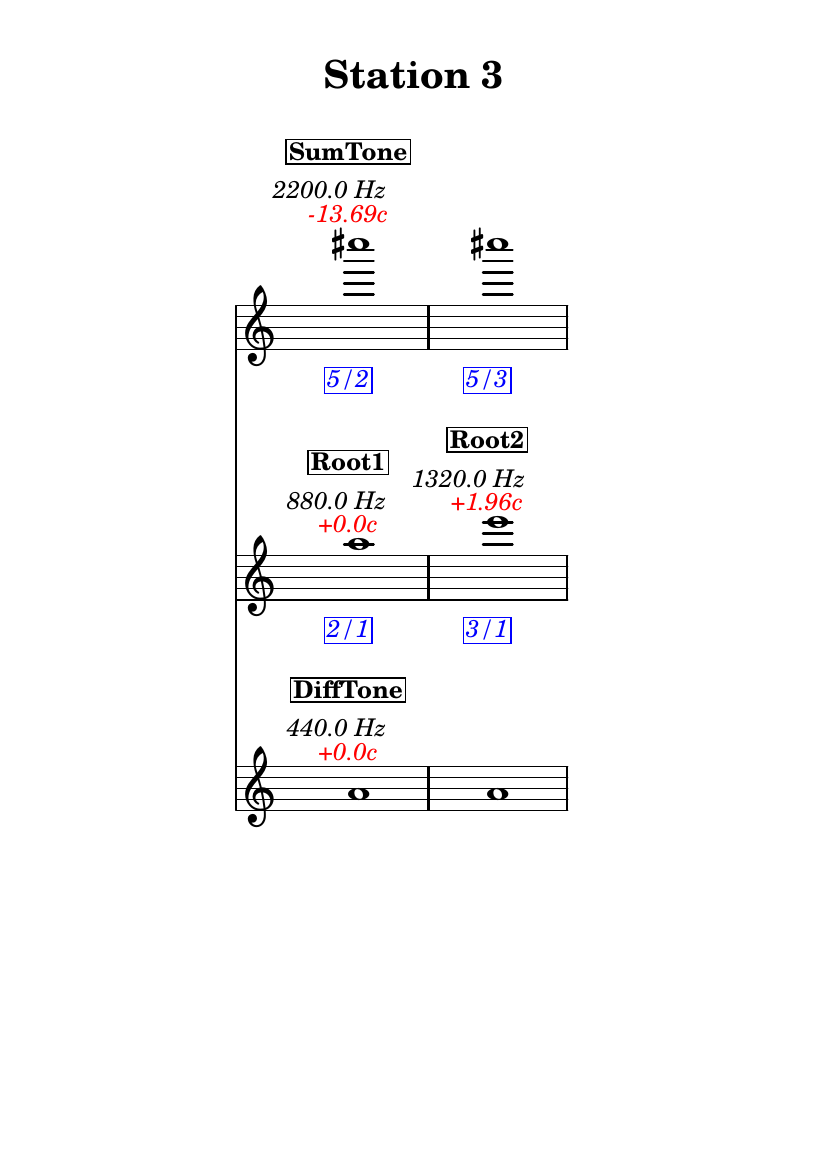 Station 3
SumTone
2200.0 Hz
-13.69c
5/2
5/3
Root1
880.0 Hz
+0.0c
Root2
1320.0 Hz
+1.96c
2/1
3/1
DiffTone
440.0 Hz
+0.0c